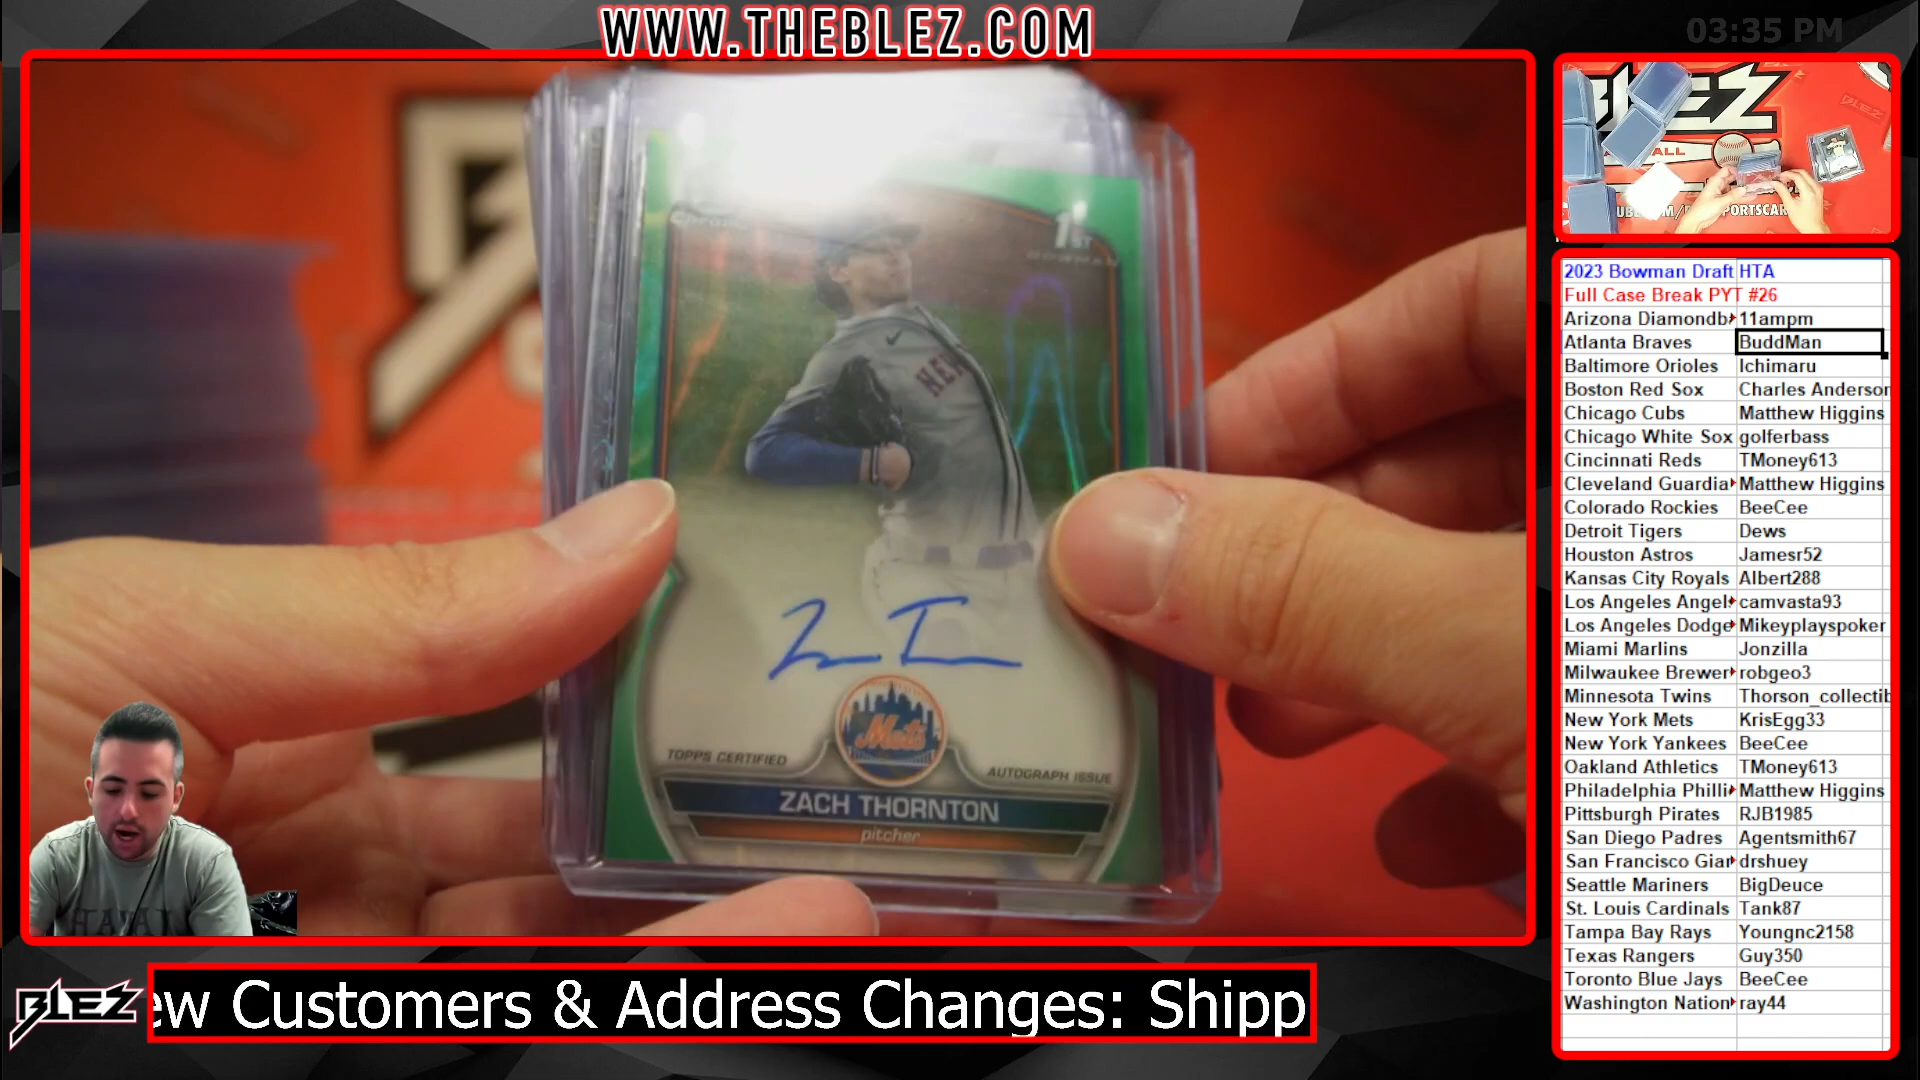 WWW.THEBLEZ.COM
03:35 PM
BLEZ
1ST
BOWMAN
TOPPS CERTIFIED
AUTOGRAPH ISSUE
Mets
ZACH THORNTON
pitcher
2023 Bowman Draft HTA
Full Case Break PYT #26
Arizona Diamondb 11ampm
Atlanta Braves BuddMan
Baltimore Orioles Ichimaru
Boston Red Sox Charles Anderson
Chicago Cubs Matthew Higgins
Chicago White Sox golferbass
Cincinnati Reds TMoney613
Cleveland Guardia Matthew Higgins
Colorado Rockies BeeCee
Detroit Tigers Dews
Houston Astros Jamesr52
Kansas City Royals Albert288
Los Angeles Angel camvasta93
Los Angeles Dodge Mikeyplayspoker
Miami Marlins Jonzilla
Milwaukee Brewer robgeo3
Minnesota Twins Thorson_collectib
New York Mets KrisEgg33
New York Yankees BeeCee
Oakland Athletics TMoney613
Philadelphia Philli Matthew Higgins
Pittsburgh Pirates RJB1985
San Diego Padres Agentsmith67
San Francisco Gian drshuey
Seattle Mariners BigDeuce
St. Louis Cardinals Tank87
Tampa Bay Rays Youngnc2158
Texas Rangers Guy350
Toronto Blue Jays BeeCee
Washington Nation ray44
BLEZ
ew Customers & Address Changes: Shipp